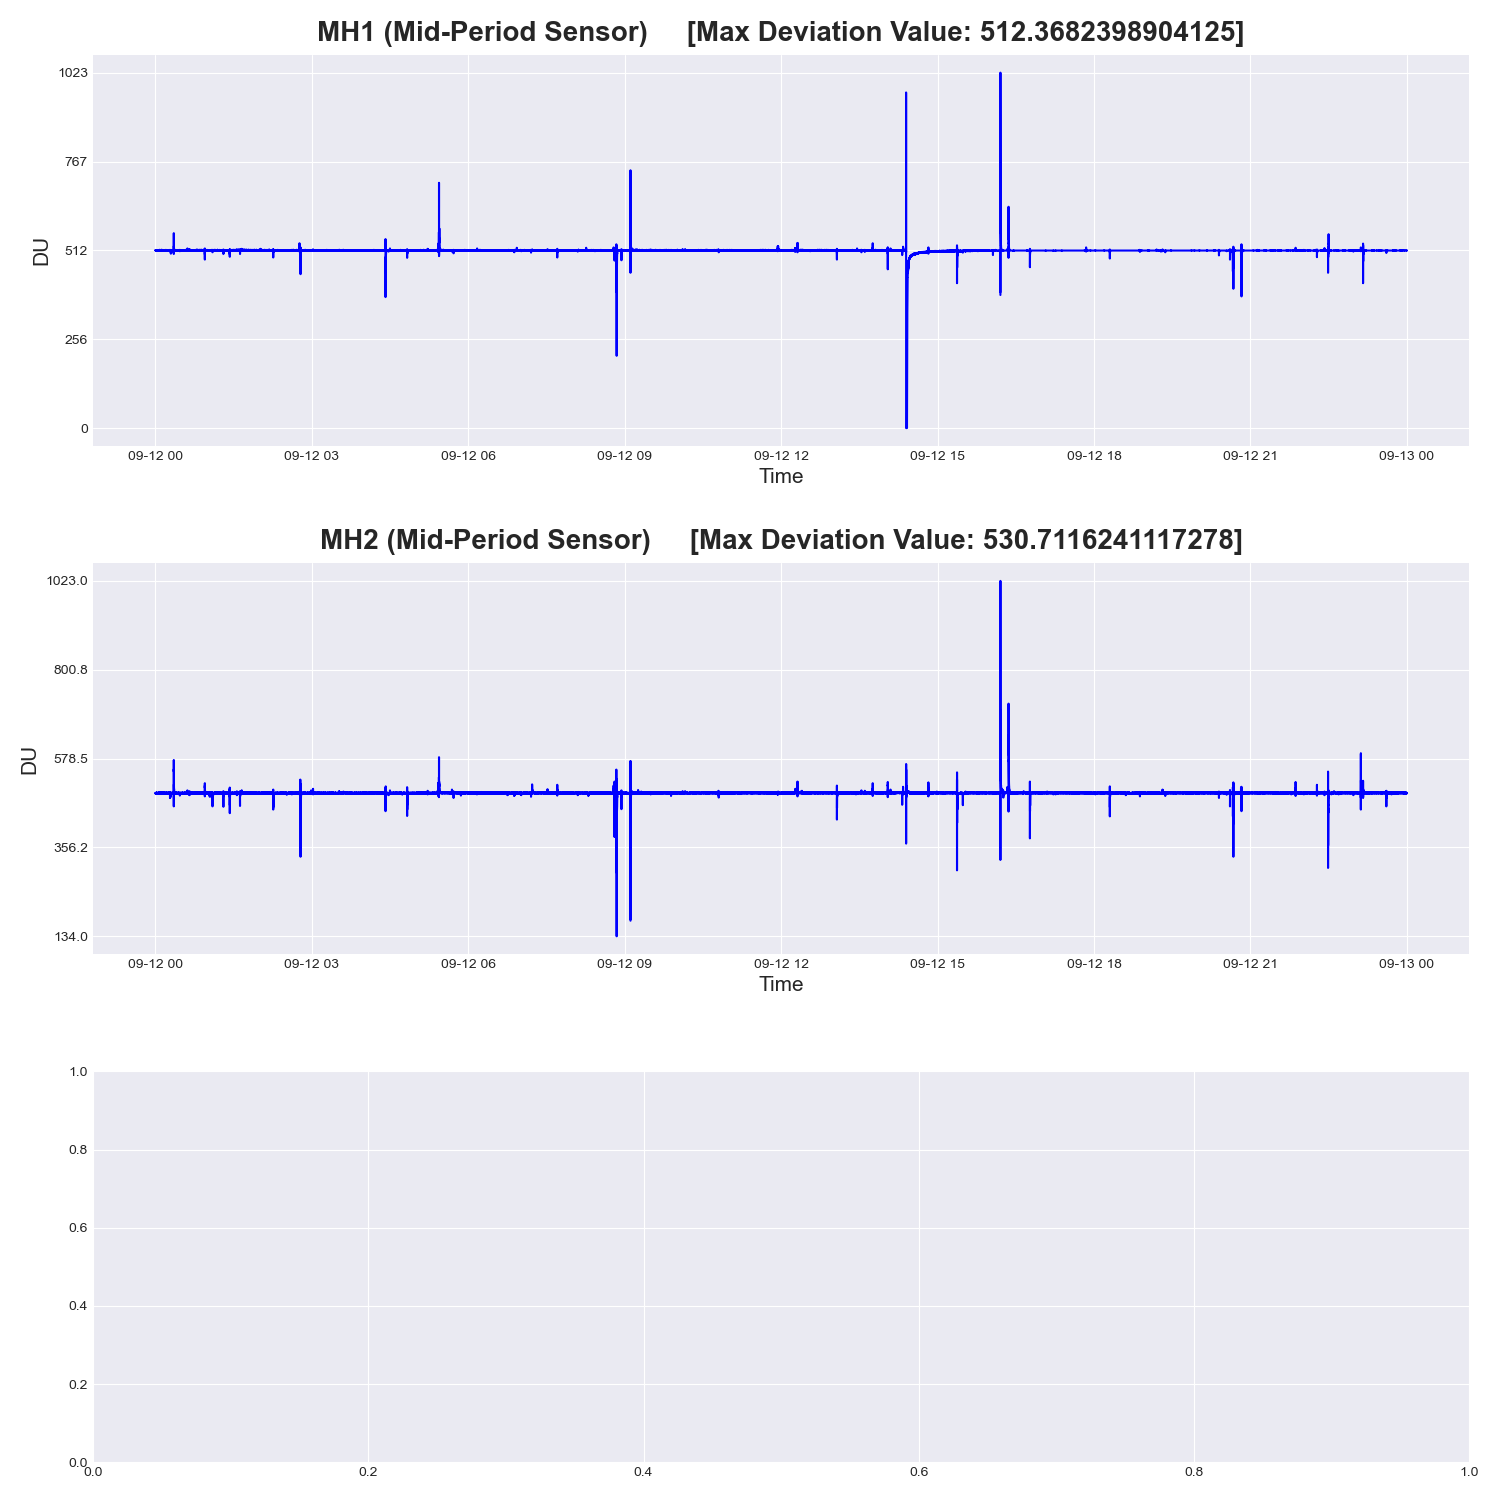 MH1 (Mid-Period Sensor) [Max Deviation Value: 512.3682398904125]
1023
767
512
256
0
DU
09-12 00 09-12 03 09-12 06 09-12 09 09-12 12 09-12 15 09-12 18 09-12 21 09-13 00
Time
MH2 (Mid-Period Sensor) [Max Deviation Value: 530.7116241117278]
1023.0
800.8
578.5
356.2
134.0
DU
09-12 00 09-12 03 09-12 06 09-12 09 09-12 12 09-12 15 09-12 18 09-12 21 09-13 00
Time
1.0
0.8
0.6
0.4
0.2
0.0
0.0 0.2 0.4 0.6 0.8 1.0